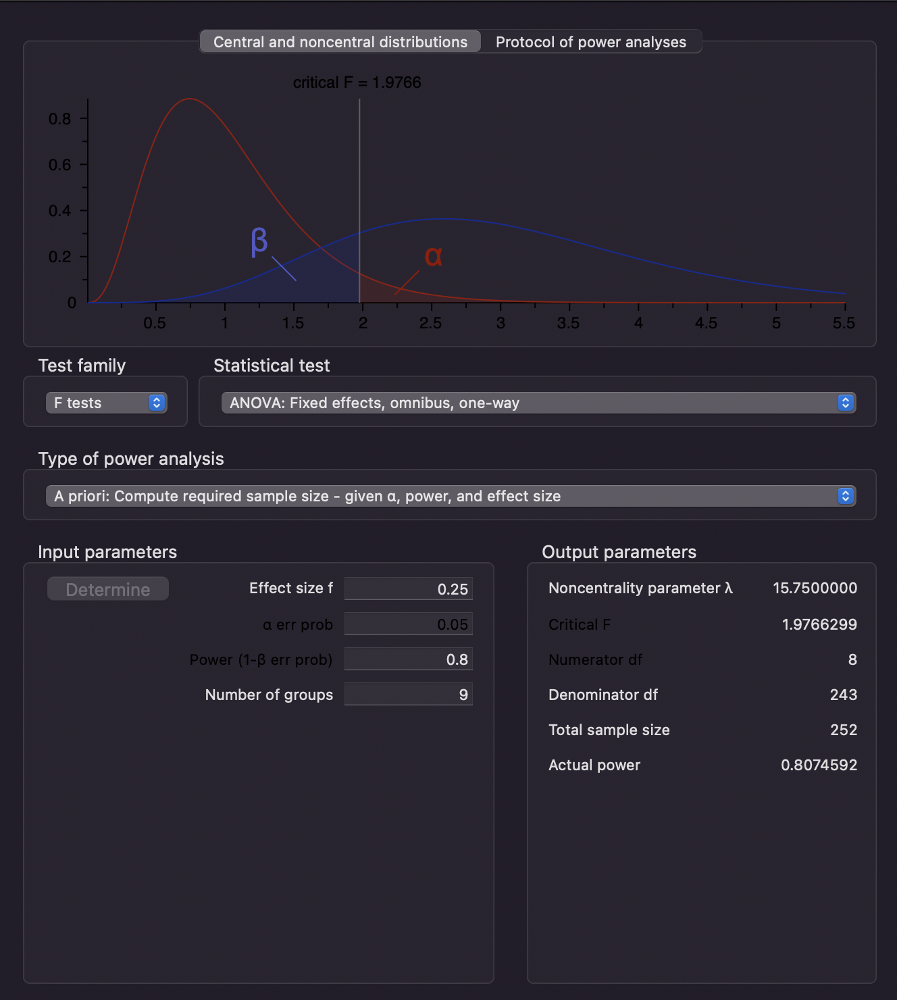 Central and noncentral distributions Protocol of power analyses
critical F = 1.9766
0.8
0.6
0.4
0.2
0
β
α
0.5 1 1.5 2 2.5 3 3.5 4 4.5 5 5.5
Test family Statistical test
F tests ANOVA: Fixed effects, omnibus, one-way
Type of power analysis
A priori: Compute required sample size - given α, power, and effect size
Input parameters Output parameters
Determine Effect size f 0.25 Noncentrality parameter λ 15.7500000
α err prob 0.05 Critical F 1.9766299
Power (1-β err prob) 0.8 Numerator df 8
Number of groups 9 Denominator df 243
Total sample size 252
Actual power 0.8074592